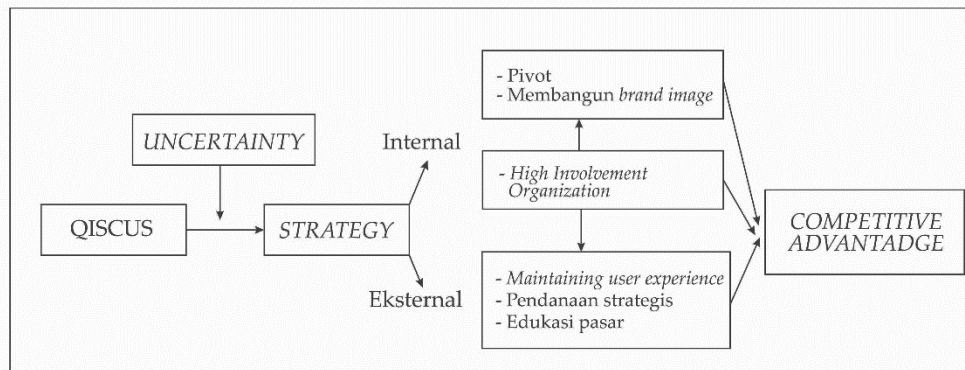 - Pivot
- Membangun brand image
UNCERTAINTY
Internal
- High Involvement
Organization
QISCUS
STRATEGY
COMPETITIVE
ADVANTADGE
Eksternal
- Maintaining user experience
- Pendanaan strategis
- Edukasi pasar